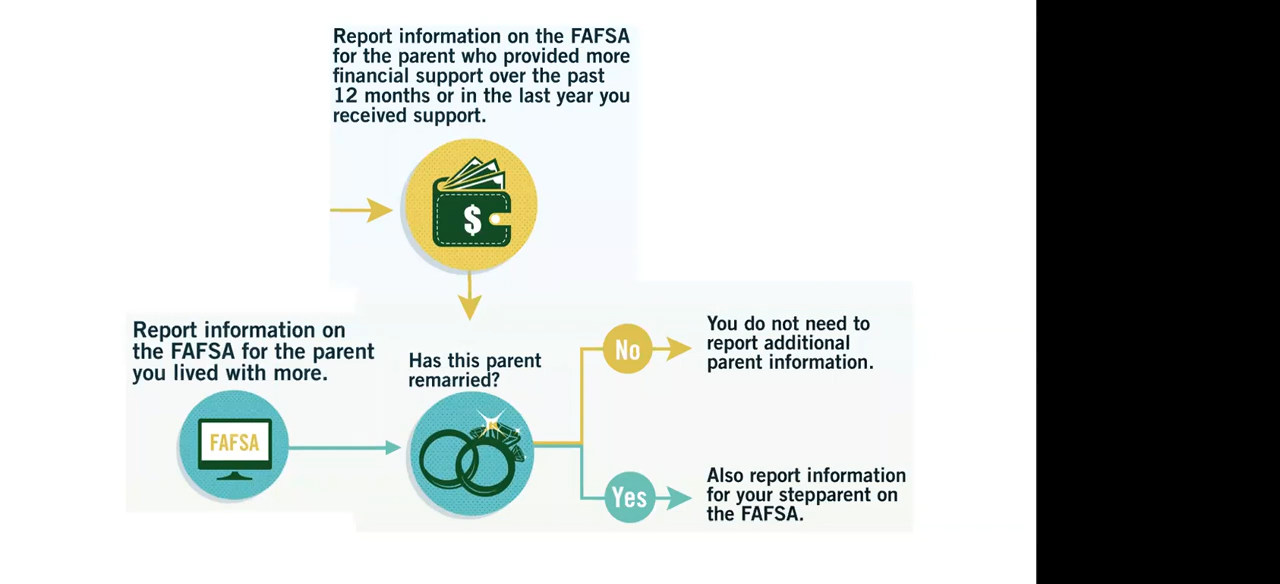 Report information on the FAFSA
for the parent who provided more
financial support over the past
12 months or in the last year you
received support.
$
Report information on
the FAFSA for the parent
you lived with more.
FAFSA
Has this parent
remarried?
No
You do not need to
report additional
parent information.
Yes
Also report information
for your stepparent on
the FAFSA.